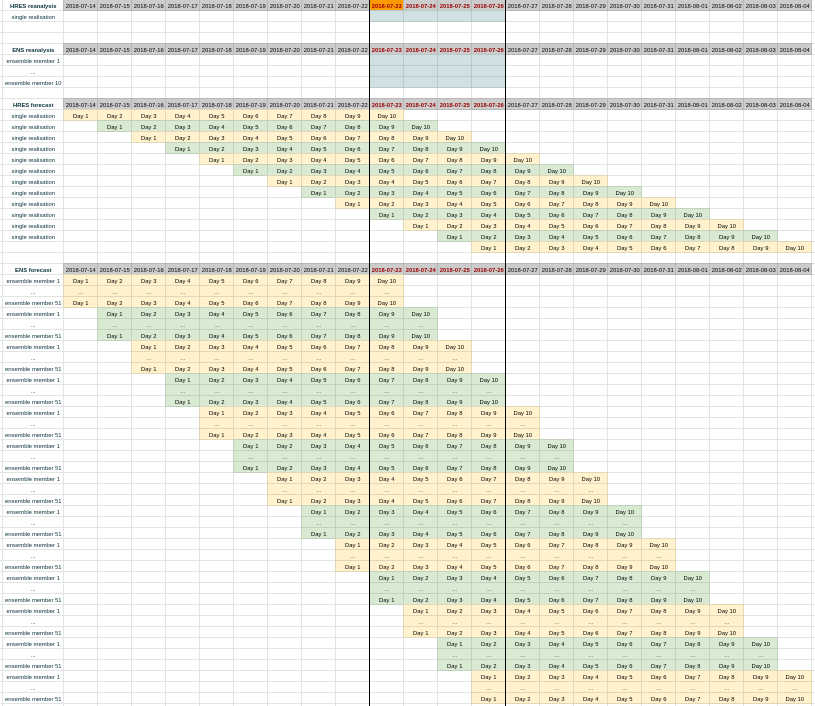 HRES reanalysis 2018-07-14 2018-07-15 2018-07-16 2018-07-17 2018-07-18 2018-07-19 2018-07-20 2018-07-21 2018-07-22 2018-07-23 2018-07-24 2018-07-25 2018-07-26 2018-07-27 2018-07-28 2018-07-29 2018-07-30 2018-07-31 2018-08-01 2018-08-02 2018-08-03 2018-08-04
single realisation
ENS reanalysis 2018-07-14 2018-07-15 2018-07-16 2018-07-17 2018-07-18 2018-07-19 2018-07-20 2018-07-21 2018-07-22 2018-07-23 2018-07-24 2018-07-25 2018-07-26 2018-07-27 2018-07-28 2018-07-29 2018-07-30 2018-07-31 2018-08-01 2018-08-02 2018-08-03 2018-08-04
ensemble member 1
...
ensemble member 10
HRES forecast 2018-07-14 2018-07-15 2018-07-16 2018-07-17 2018-07-18 2018-07-19 2018-07-20 2018-07-21 2018-07-22 2018-07-23 2018-07-24 2018-07-25 2018-07-26 2018-07-27 2018-07-28 2018-07-29 2018-07-30 2018-07-31 2018-08-01 2018-08-02 2018-08-03 2018-08-04
single realisation Day 1 Day 2 Day 3 Day 4 Day 5 Day 6 Day 7 Day 8 Day 9 Day 10
single realisation Day 1 Day 2 Day 3 Day 4 Day 5 Day 6 Day 7 Day 8 Day 9 Day 10
single realisation Day 1 Day 2 Day 3 Day 4 Day 5 Day 6 Day 7 Day 8 Day 9 Day 10
single realisation Day 1 Day 2 Day 3 Day 4 Day 5 Day 6 Day 7 Day 8 Day 9 Day 10
single realisation Day 1 Day 2 Day 3 Day 4 Day 5 Day 6 Day 7 Day 8 Day 9 Day 10
single realisation Day 1 Day 2 Day 3 Day 4 Day 5 Day 6 Day 7 Day 8 Day 9 Day 10
single realisation Day 1 Day 2 Day 3 Day 4 Day 5 Day 6 Day 7 Day 8 Day 9 Day 10
single realisation Day 1 Day 2 Day 3 Day 4 Day 5 Day 6 Day 7 Day 8 Day 9 Day 10
single realisation Day 1 Day 2 Day 3 Day 4 Day 5 Day 6 Day 7 Day 8 Day 9 Day 10
single realisation Day 1 Day 2 Day 3 Day 4 Day 5 Day 6 Day 7 Day 8 Day 9 Day 10
single realisation Day 1 Day 2 Day 3 Day 4 Day 5 Day 6 Day 7 Day 8 Day 9 Day 10
single realisation Day 1 Day 2 Day 3 Day 4 Day 5 Day 6 Day 7 Day 8 Day 9 Day 10
Day 1 Day 2 Day 3 Day 4 Day 5 Day 6 Day 7 Day 8 Day 9 Day 10
ENS forecast 2018-07-14 2018-07-15 2018-07-16 2018-07-17 2018-07-18 2018-07-19 2018-07-20 2018-07-21 2018-07-22 2018-07-23 2018-07-24 2018-07-25 2018-07-26 2018-07-27 2018-07-28 2018-07-29 2018-07-30 2018-07-31 2018-08-01 2018-08-02 2018-08-03 2018-08-04
ensemble member 1 Day 1 Day 2 Day 3 Day 4 Day 5 Day 6 Day 7 Day 8 Day 9 Day 10
... ... ... ... ... ... ... ... ... ... ...
ensemble member 51 Day 1 Day 2 Day 3 Day 4 Day 5 Day 6 Day 7 Day 8 Day 9 Day 10
ensemble member 1 Day 1 Day 2 Day 3 Day 4 Day 5 Day 6 Day 7 Day 8 Day 9 Day 10
... ... ... ... ... ... ... ... ... ... ...
ensemble member 51 Day 1 Day 2 Day 3 Day 4 Day 5 Day 6 Day 7 Day 8 Day 9 Day 10
ensemble member 1 Day 1 Day 2 Day 3 Day 4 Day 5 Day 6 Day 7 Day 8 Day 9 Day 10
... ... ... ... ... ... ... ... ... ... ...
ensemble member 51 Day 1 Day 2 Day 3 Day 4 Day 5 Day 6 Day 7 Day 8 Day 9 Day 10
ensemble member 1 Day 1 Day 2 Day 3 Day 4 Day 5 Day 6 Day 7 Day 8 Day 9 Day 10
... ... ... ... ... ... ... ... ... ... ...
ensemble member 51 Day 1 Day 2 Day 3 Day 4 Day 5 Day 6 Day 7 Day 8 Day 9 Day 10
ensemble member 1 Day 1 Day 2 Day 3 Day 4 Day 5 Day 6 Day 7 Day 8 Day 9 Day 10
... ... ... ... ... ... ... ... ... ... ...
ensemble member 51 Day 1 Day 2 Day 3 Day 4 Day 5 Day 6 Day 7 Day 8 Day 9 Day 10
ensemble member 1 Day 1 Day 2 Day 3 Day 4 Day 5 Day 6 Day 7 Day 8 Day 9 Day 10
... ... ... ... ... ... ... ... ... ... ...
ensemble member 51 Day 1 Day 2 Day 3 Day 4 Day 5 Day 6 Day 7 Day 8 Day 9 Day 10
ensemble member 1 Day 1 Day 2 Day 3 Day 4 Day 5 Day 6 Day 7 Day 8 Day 9 Day 10
... ... ... ... ... ... ... ... ... ... ...
ensemble member 51 Day 1 Day 2 Day 3 Day 4 Day 5 Day 6 Day 7 Day 8 Day 9 Day 10
ensemble member 1 Day 1 Day 2 Day 3 Day 4 Day 5 Day 6 Day 7 Day 8 Day 9 Day 10
... ... ... ... ... ... ... ... ... ... ...
ensemble member 51 Day 1 Day 2 Day 3 Day 4 Day 5 Day 6 Day 7 Day 8 Day 9 Day 10
ensemble member 1 Day 1 Day 2 Day 3 Day 4 Day 5 Day 6 Day 7 Day 8 Day 9 Day 10
... ... ... ... ... ... ... ... ... ... ...
ensemble member 51 Day 1 Day 2 Day 3 Day 4 Day 5 Day 6 Day 7 Day 8 Day 9 Day 10
ensemble member 1 Day 1 Day 2 Day 3 Day 4 Day 5 Day 6 Day 7 Day 8 Day 9 Day 10
... ... ... ... ... ... ... ... ... ... ...
ensemble member 51 Day 1 Day 2 Day 3 Day 4 Day 5 Day 6 Day 7 Day 8 Day 9 Day 10
ensemble member 1 Day 1 Day 2 Day 3 Day 4 Day 5 Day 6 Day 7 Day 8 Day 9 Day 10
... ... ... ... ... ... ... ... ... ... ...
ensemble member 51 Day 1 Day 2 Day 3 Day 4 Day 5 Day 6 Day 7 Day 8 Day 9 Day 10
ensemble member 1 Day 1 Day 2 Day 3 Day 4 Day 5 Day 6 Day 7 Day 8 Day 9 Day 10
... ... ... ... ... ... ... ... ... ... ...
ensemble member 51 Day 1 Day 2 Day 3 Day 4 Day 5 Day 6 Day 7 Day 8 Day 9 Day 10
ensemble member 1 Day 1 Day 2 Day 3 Day 4 Day 5 Day 6 Day 7 Day 8 Day 9 Day 10
... ... ... ... ... ... ... ... ... ... ...
ensemble member 51 Day 1 Day 2 Day 3 Day 4 Day 5 Day 6 Day 7 Day 8 Day 9 Day 10